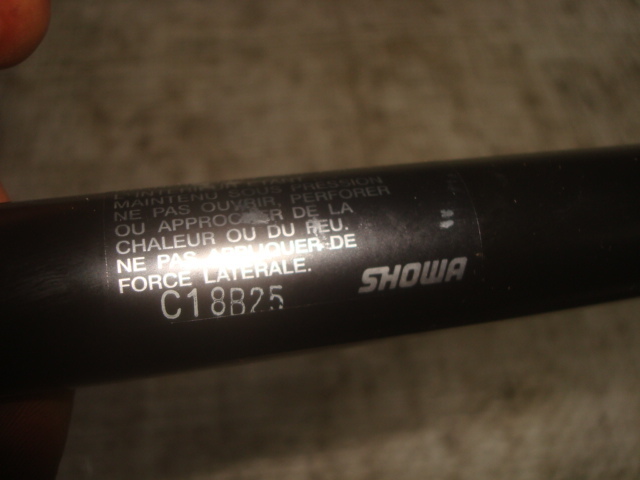 MAINTENU SOUS PRESSION
NE PAS OUVRIR, PERFORER
OU APPROCHER DE LA
CHALEUR OU DU FEU.
NE PAS APPLIQUER DE
FORCE LATERALE.
SHOWA
C18B25